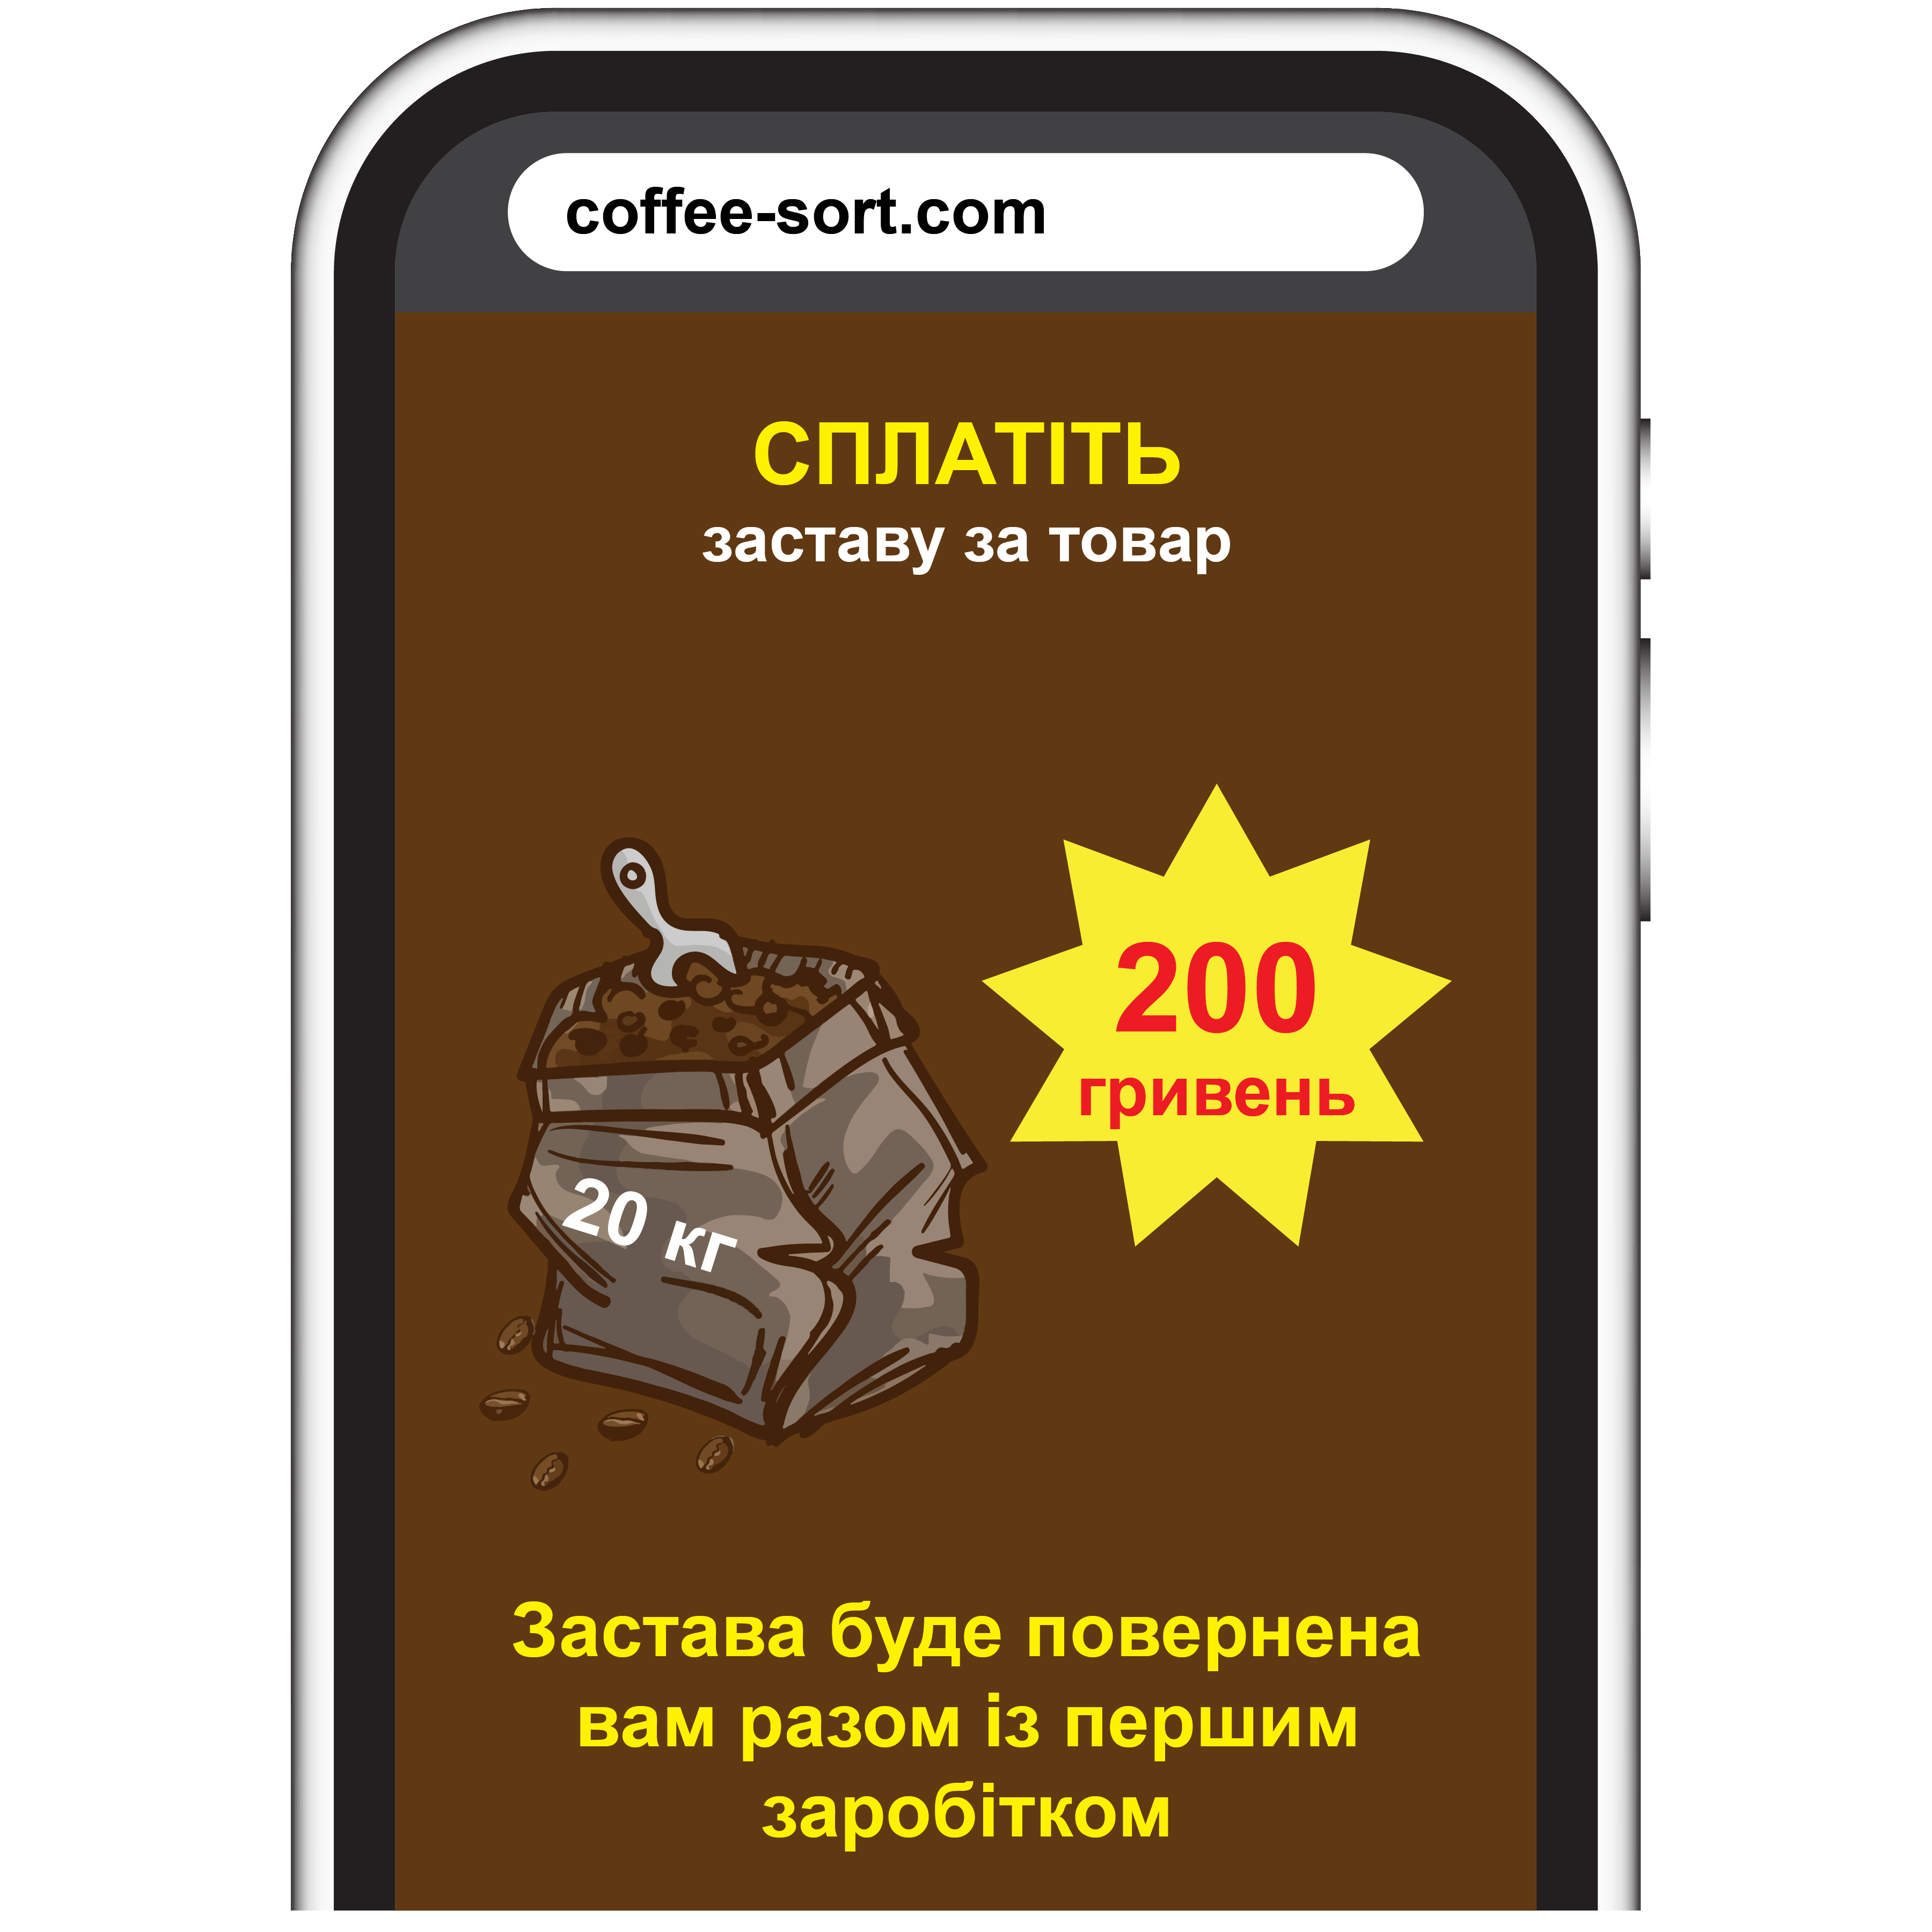 coffee-sort.com
СПЛАТІТЬ
заставу за товар
200
гривень
20 кг
Застава буде повернена
вам разом із першим
заробітком